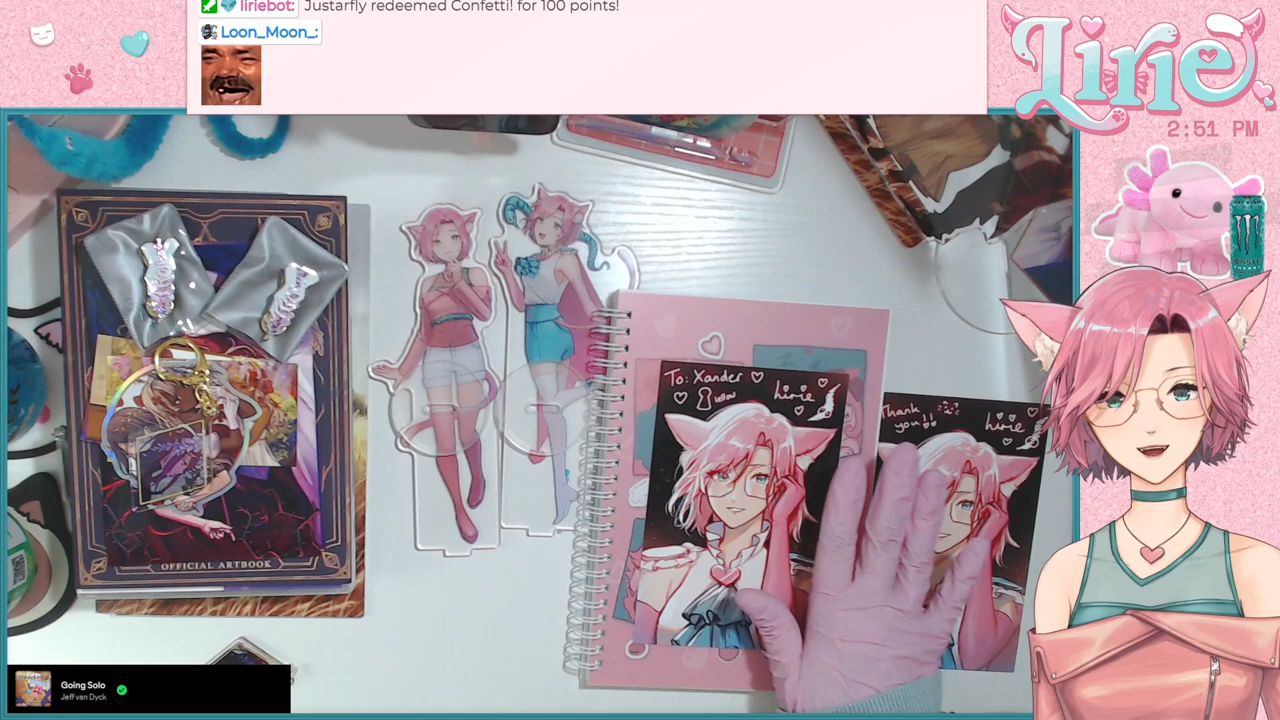 liriebot: Justarfly redeemed Confetti! for 100 points!
Loon_Moon_:
Lirie
2:51 PM
To: Xander
lirie
Thank
you!!
lirie
OFFICIAL ARTBOOK
Going Solo
Jeff van Dyck